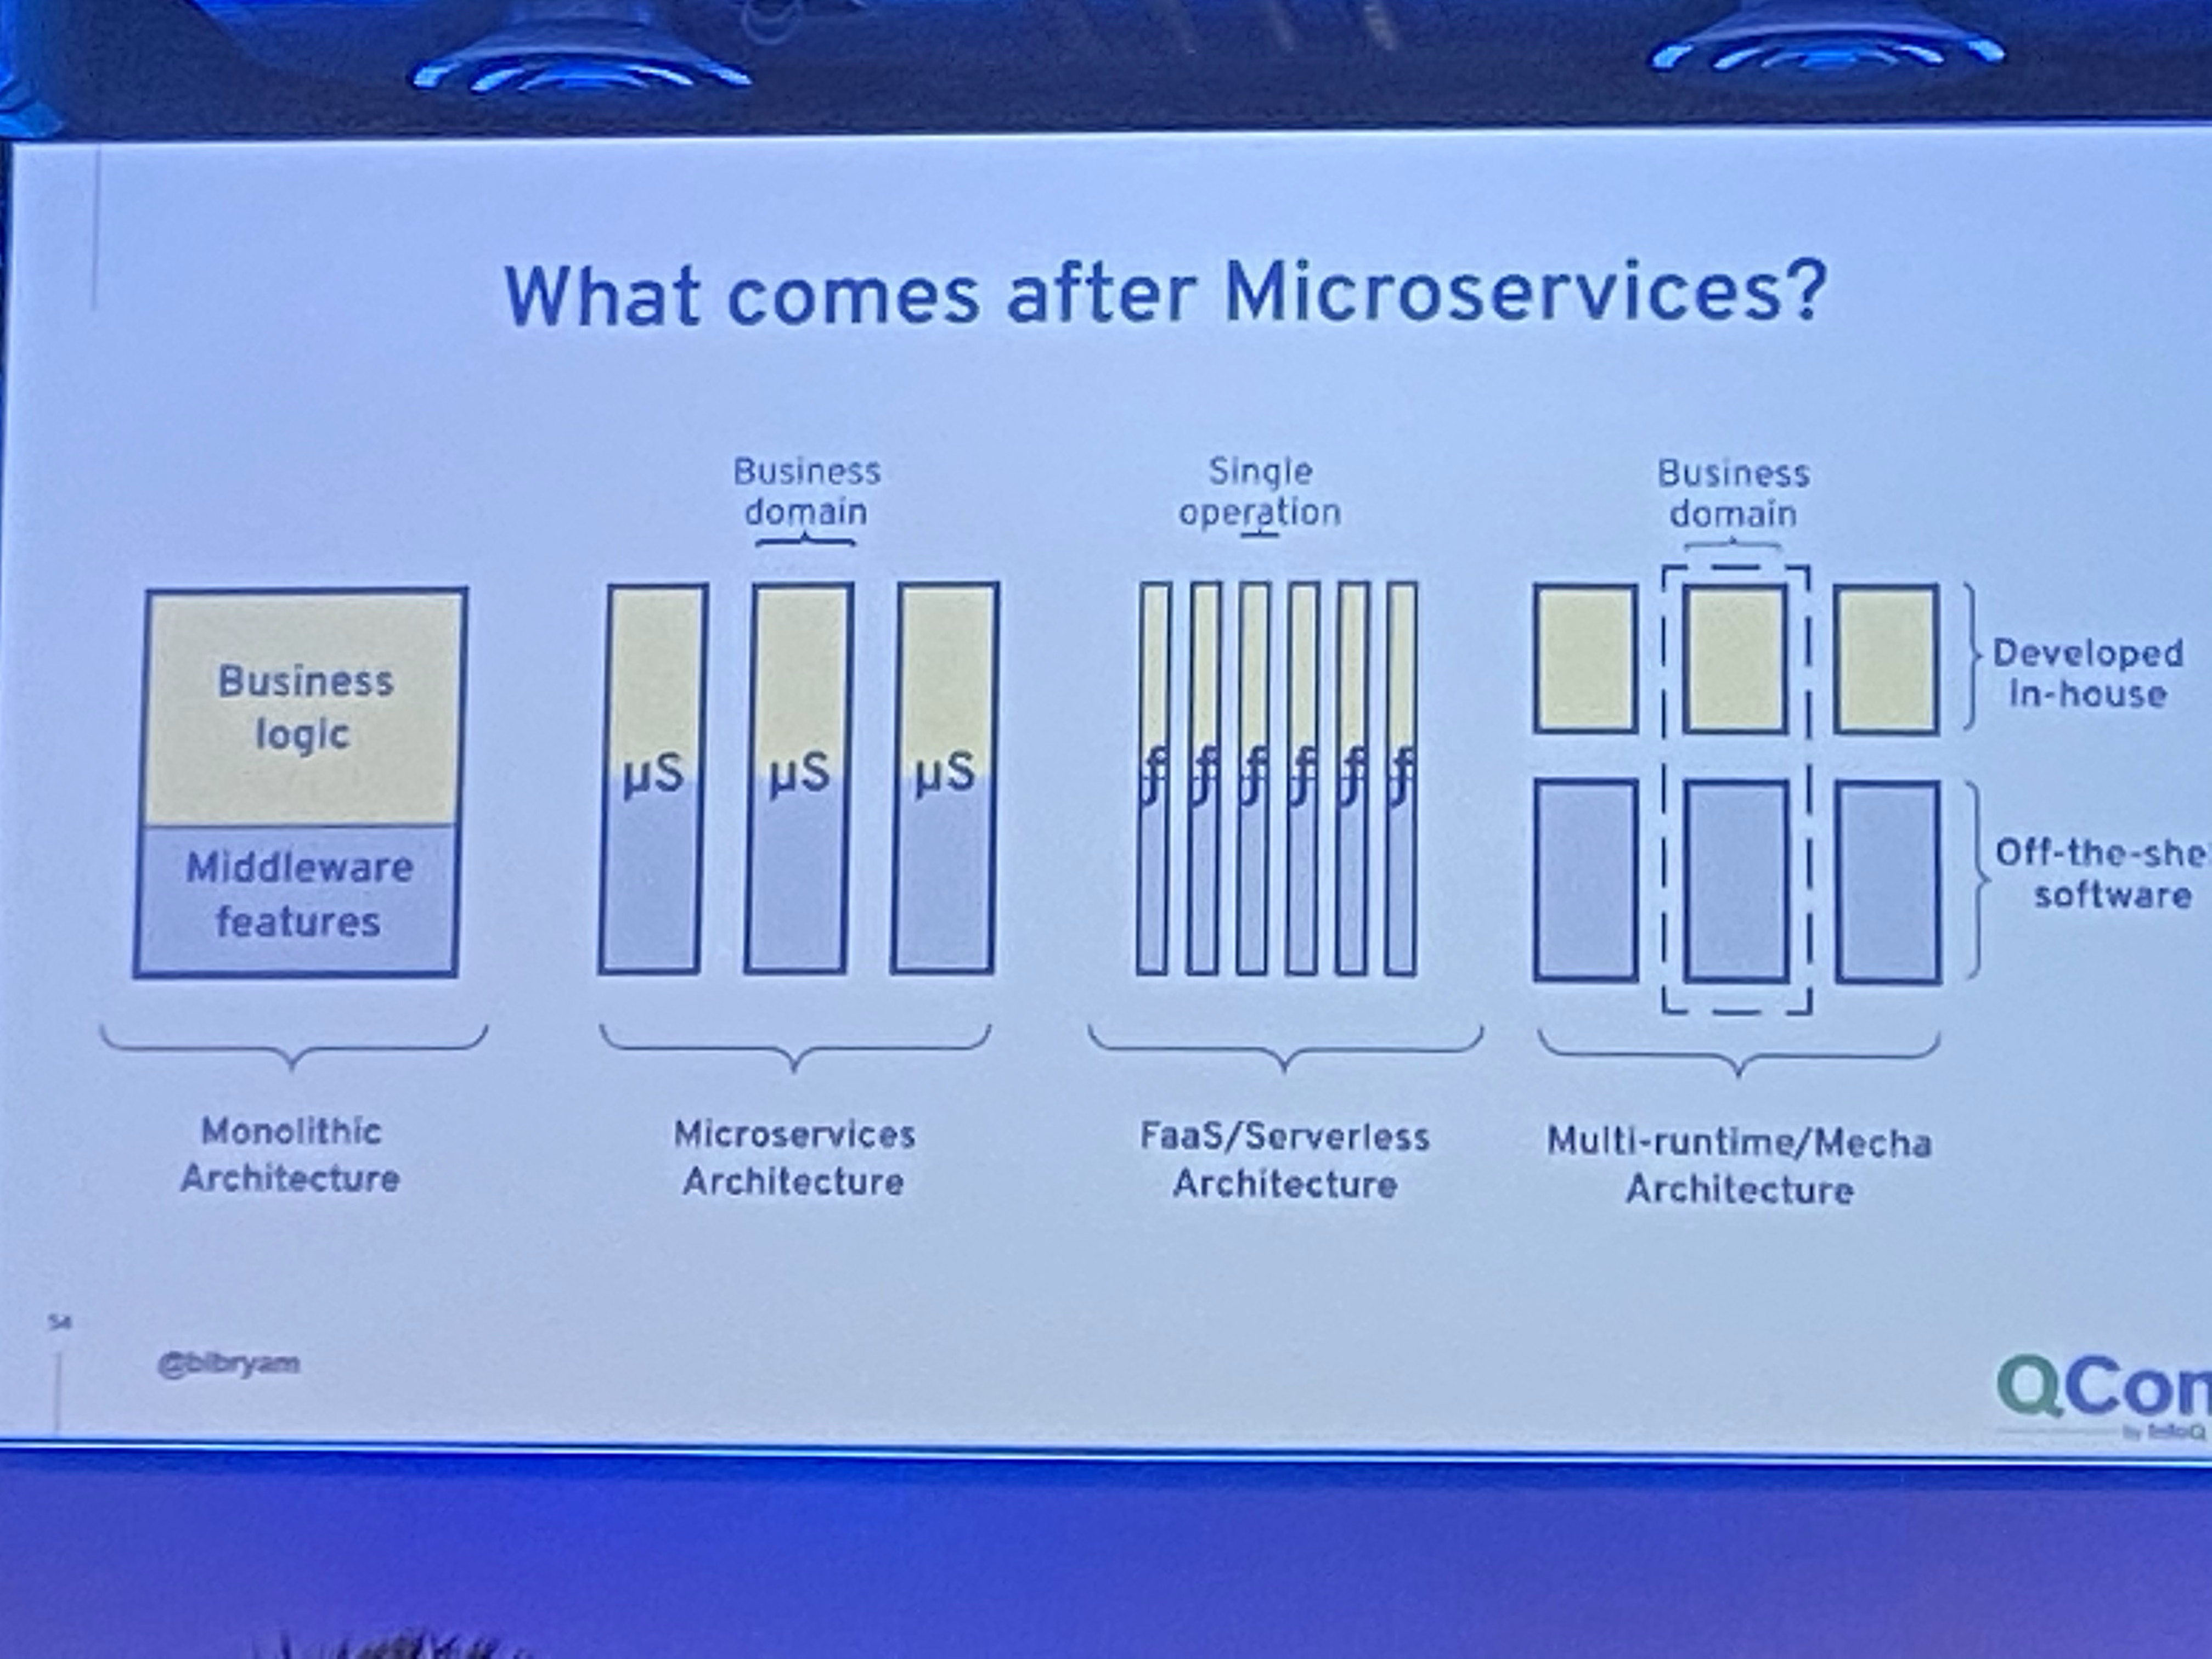 What comes after Microservices?
Business
domain
Single
operation
Business
domain
Business
logic
Middleware
features
µS
µS
µS
f
f
f
f
f
f
Developed
in-house
Off-the-she
software
Monolithic
Architecture
Microservices
Architecture
FaaS/Serverless
Architecture
Multi-runtime/Mecha
Architecture
54
@bibryam
QCon
by InfoQ